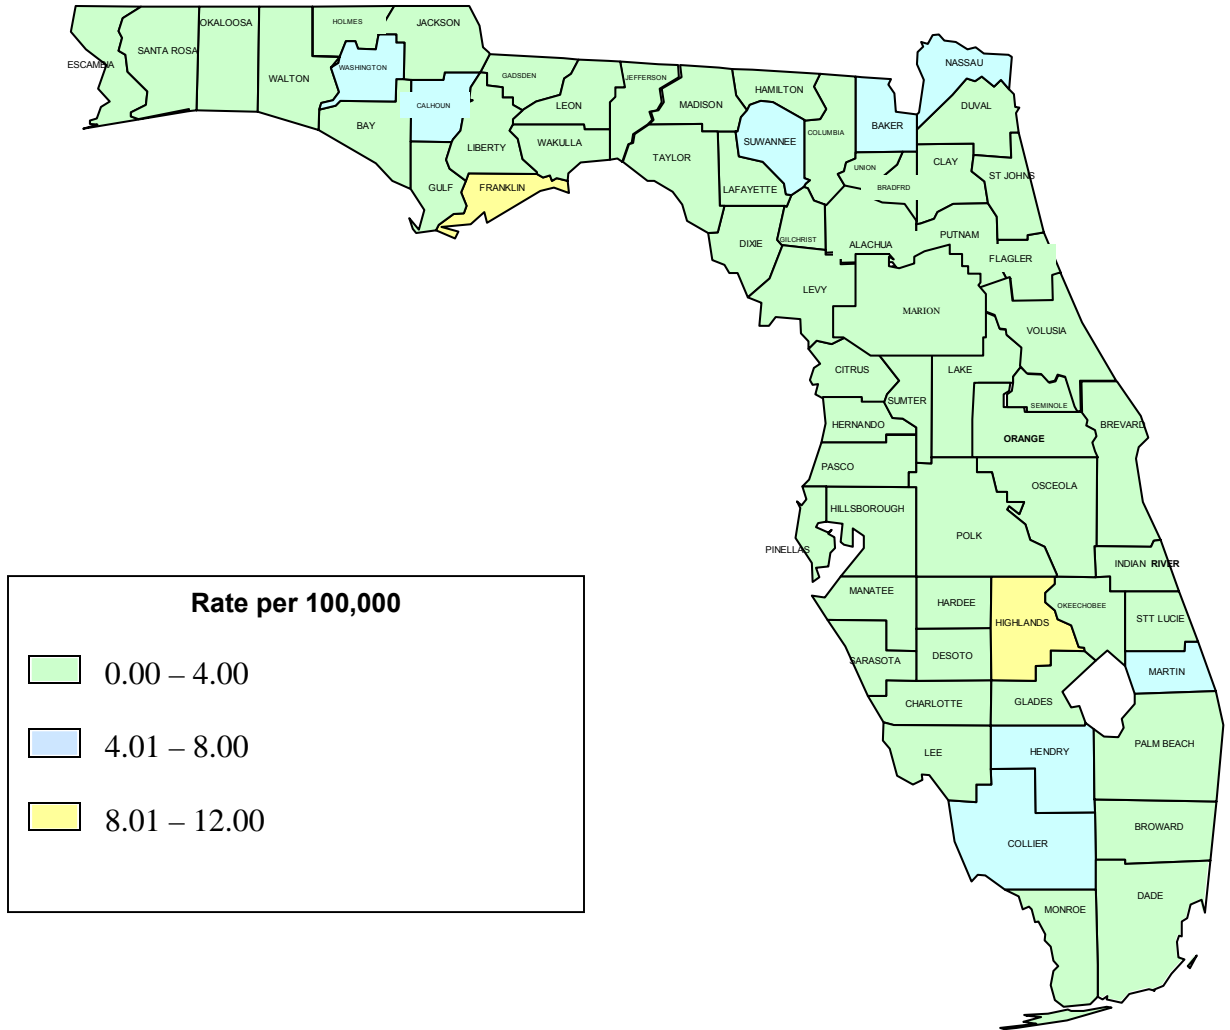 OKALOOSA
HOLMES
JACKSON
SANTA ROSA
ESCAMBIA
WASHINGTON
WALTON
GADSDEN
JEFFERSON
NASSAU
HAMILTON
CALHOUN
LEON
MADISON
DUVAL
BAY
BAKER
COLUMBIA
LIBERTY
WAKULLA
SUWANNEE
TAYLOR
UNION
CLAY
GULF
FRANKLIN
LAFAYETTE
BRADFRD
ST JOHNS
DIXIE
GILCHRIST
ALACHUA
PUTNAM
FLAGLER
LEVY
MARION
VOLUSIA
CITRUS
LAKE
SUMTER
SEMINOLE
HERNANDO
ORANGE
BREVARD
PASCO
OSCEOLA
HILLSBOROUGH
POLK
PINELLAS
INDIAN RIVER
MANATEE
HARDEE
OKEECHOBEE
HIGHLANDS
STT LUCIE
SARASOTA
DESOTO
MARTIN
CHARLOTTE
GLADES
LEE
HENDRY
PALM BEACH
COLLIER
BROWARD
MONROE
DADE
Rate per 100,000
0.00 – 4.00
4.01 – 8.00
8.01 – 12.00